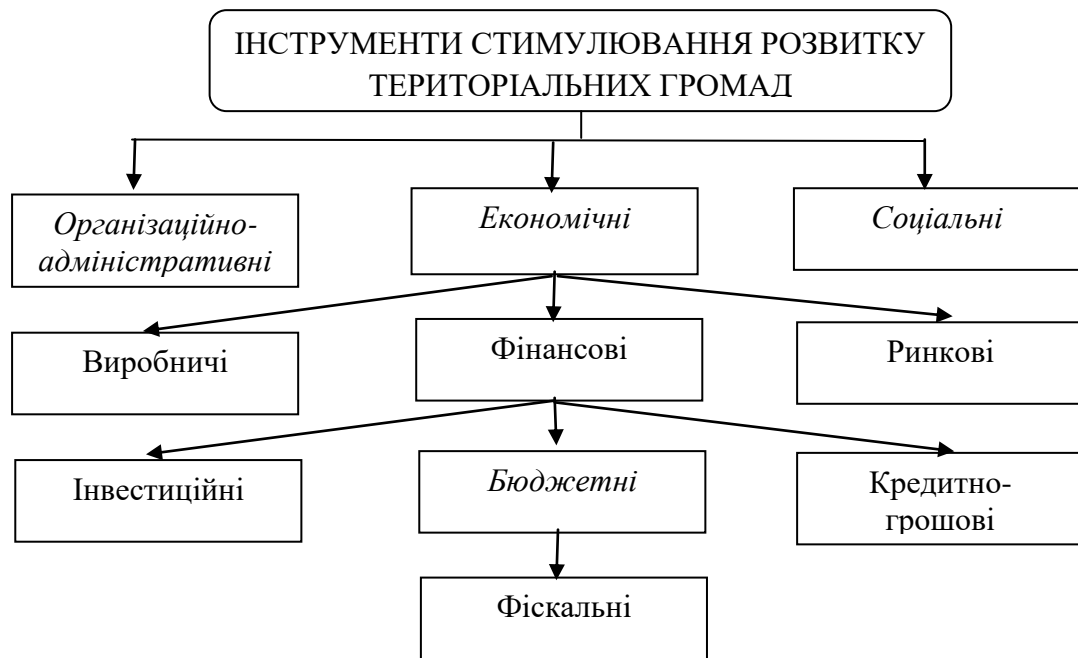 ІНСТРУМЕНТИ СТИМУЛЮВАННЯ РОЗВИТКУ
ТЕРИТОРІАЛЬНИХ ГРОМАД
Організаційно-
адміністративні
Економічні
Соціальні
Виробничі
Фінансові
Ринкові
Інвестиційні
Бюджетні
Кредитно-
грошові
Фіскальні